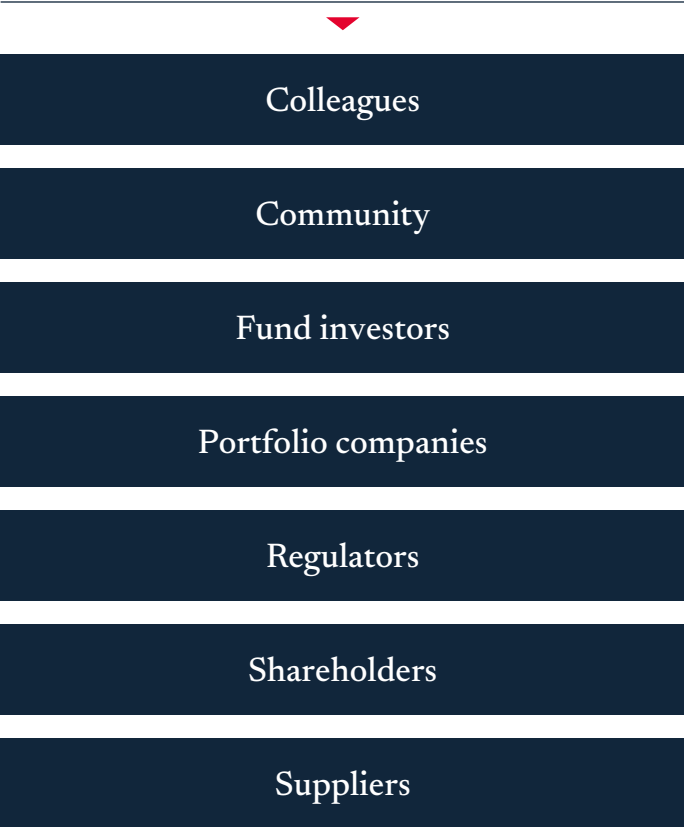 Colleagues
Community
Fund investors
Portfolio companies
Regulators
Shareholders
Suppliers